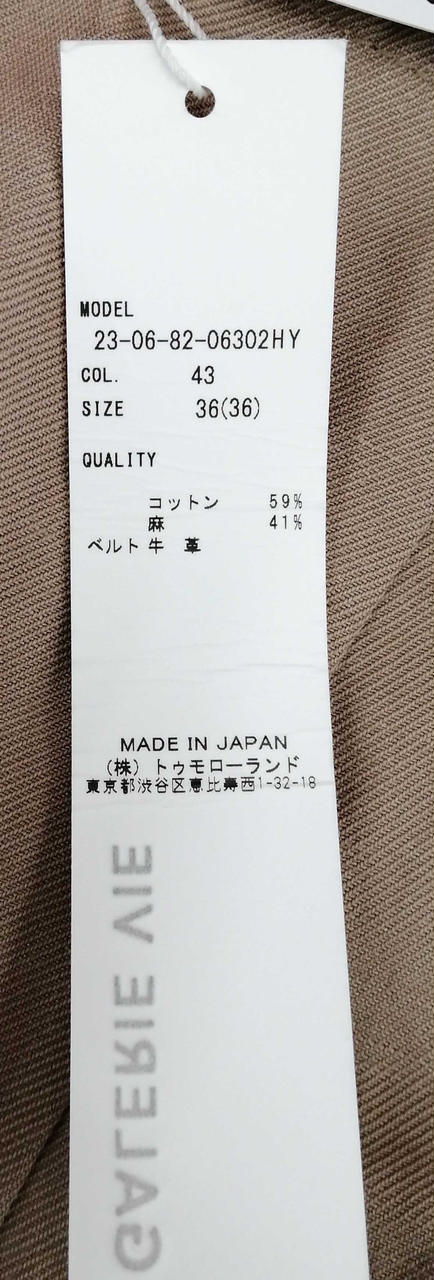 MODEL
23-06-82-06302HY
COL. 43
SIZE 36(36)
QUALITY
コットン 59%
麻 41%
ベルト 牛 革
MADE IN JAPAN
(株) トゥモローランド
東京都渋谷区恵比寿西1-32-18
GALERIE VIE